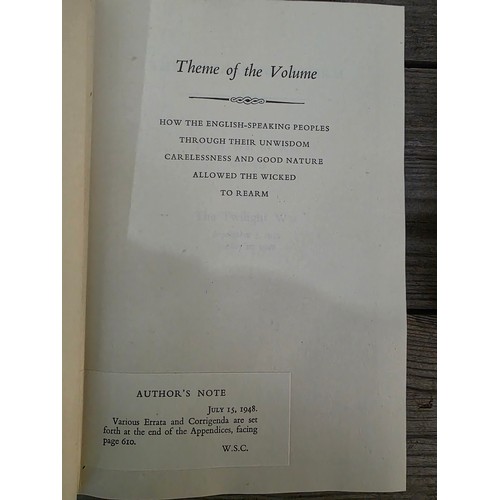 Theme of the Volume
HOW THE ENGLISH-SPEAKING PEOPLES
THROUGH THEIR UNWISDOM
CARELESSNESS AND GOOD NATURE
ALLOWED THE WICKED
TO REARM
AUTHOR'S NOTE
JULY 15, 1948.
Various Errata and Corrigenda are set
forth at the end of the Appendices, facing
page 610.
W.S.C.